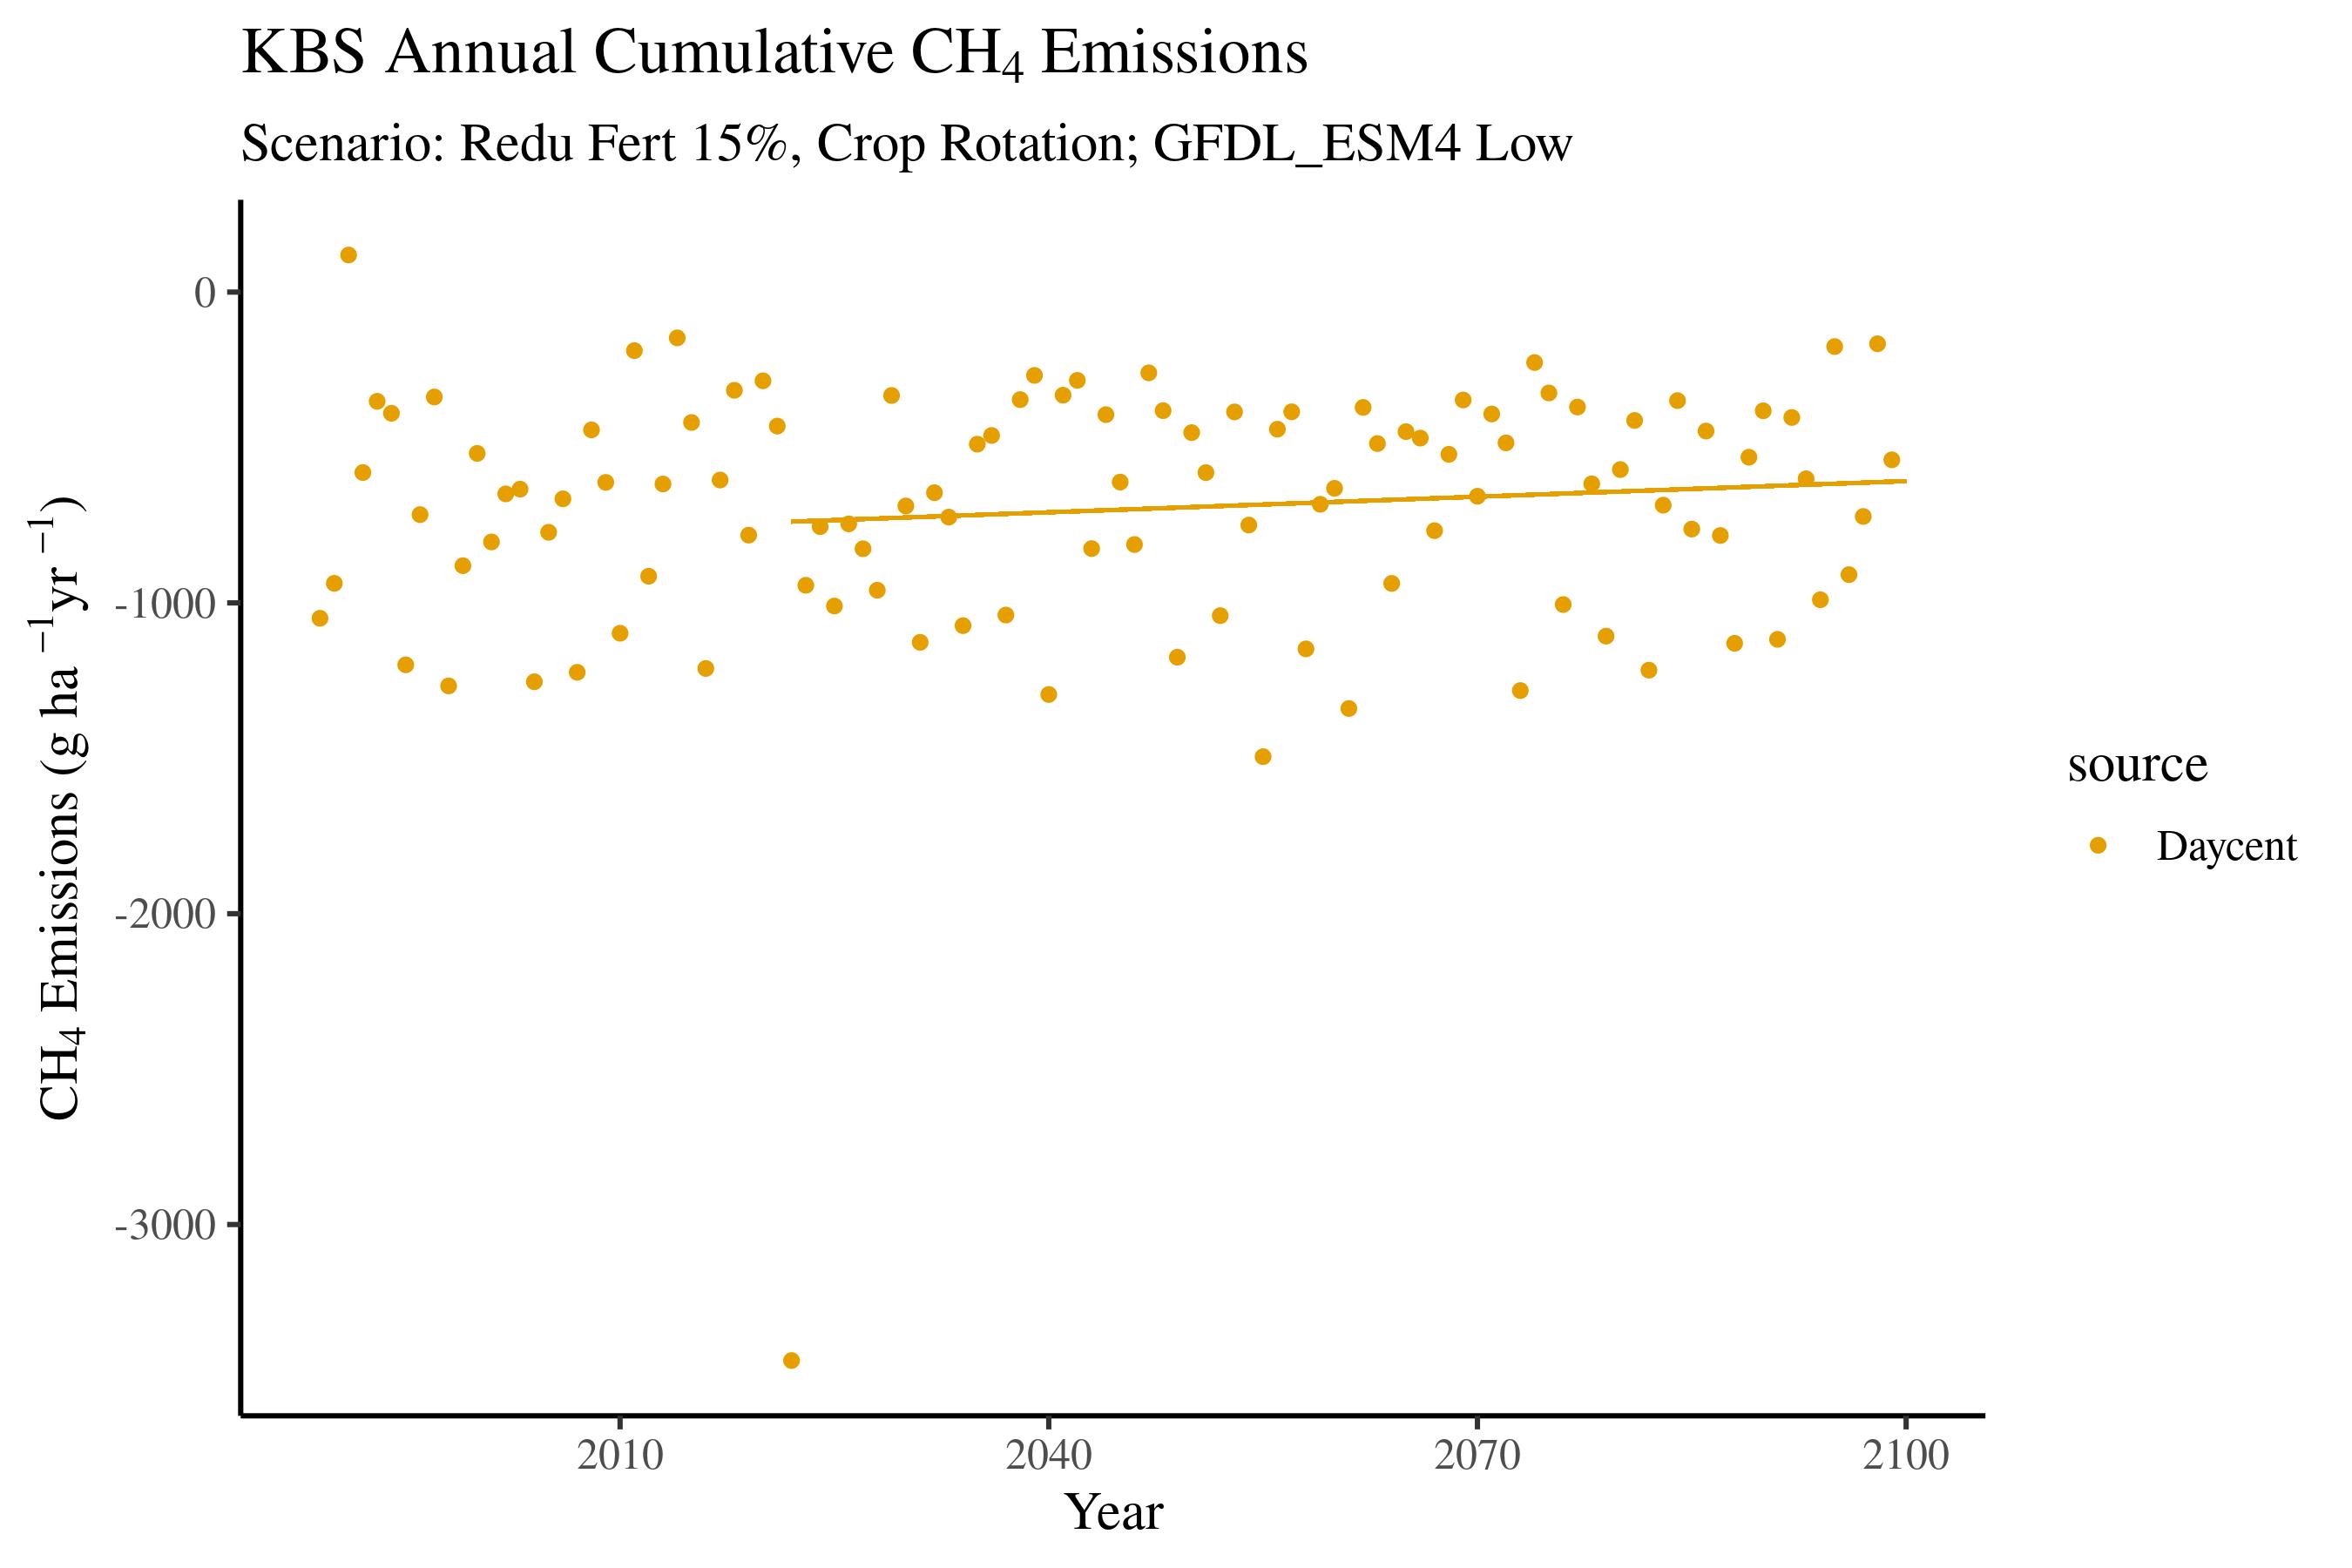 KBS Annual Cumulative CH₄ Emissions
Scenario: Redu Fert 15%, Crop Rotation; GFDL_ESM4 Low
CH₄ Emissions (g ha⁻¹yr⁻¹)
0
-1000
-2000
-3000
2010 2040 2070 2100
Year
source
Daycent